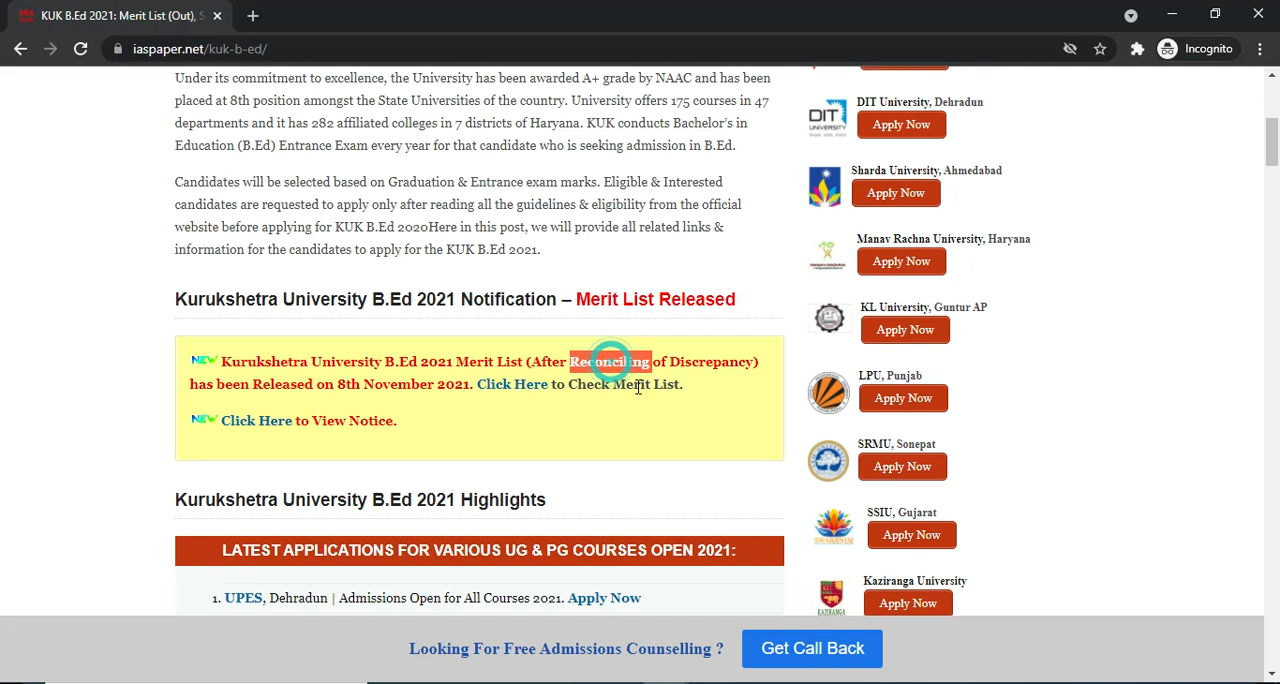 KUK B.Ed 2021: Merit List (Out), S
iaspaper.net/kuk-b-ed/
Incognito
Under its commitment to excellence, the University has been awarded A+ grade by NAAC and has been
placed at 8th position amongst the State Universities of the country. University offers 175 courses in 47
departments and it has 282 affiliated colleges in 7 districts of Haryana. KUK conducts Bachelor's in
Education (B.Ed) Entrance Exam every year for that candidate who is seeking admission in B.Ed.
Candidates will be selected based on Graduation & Entrance exam marks. Eligible & Interested
candidates are requested to apply only after reading all the guidelines & eligibility from the official
website before applying for KUK B.Ed 2020Here in this post, we will provide all related links &
information for the candidates to apply for the KUK B.Ed 2021.
Kurukshetra University B.Ed 2021 Notification – Merit List Released
NEW Kurukshetra University B.Ed 2021 Merit List (After Reconciling of Discrepancy)
has been Released on 8th November 2021. Click Here to Check Merit List.
NEW Click Here to View Notice.
Kurukshetra University B.Ed 2021 Highlights
LATEST APPLICATIONS FOR VARIOUS UG & PG COURSES OPEN 2021:
1. UPES, Dehradun | Admissions Open for All Courses 2021. Apply Now
DIT University, Dehradun
DIT
UNIVERSITY
Apply Now
Sharda University, Ahmedabad
Apply Now
Manav Rachna University, Haryana
Apply Now
KL University, Guntur AP
Apply Now
LPU, Punjab
Apply Now
SRMU, Sonepat
Apply Now
SSIU, Gujarat
SWARRNIM
Apply Now
Kaziranga University
KAZIRANGA
Apply Now
Looking For Free Admissions Counselling ?
Get Call Back